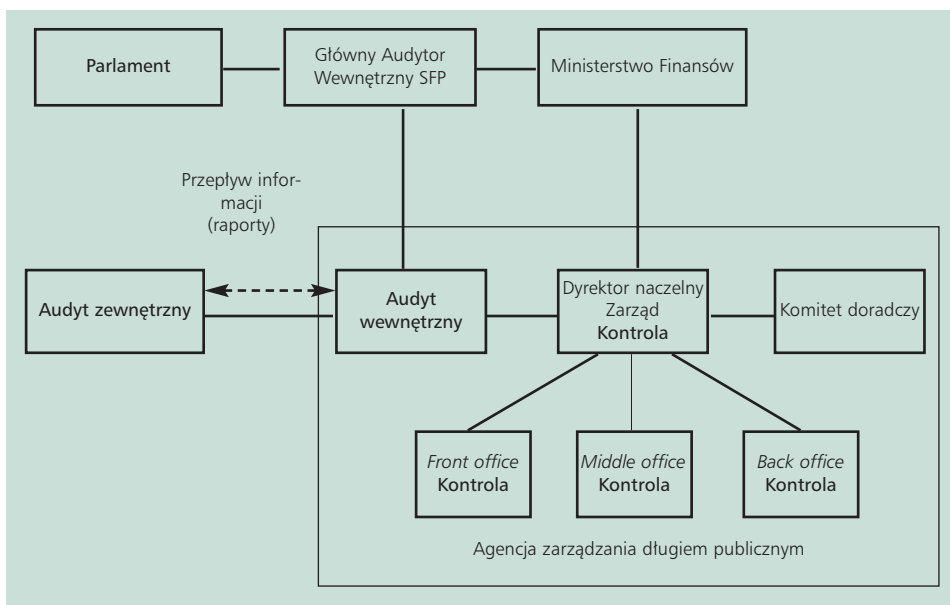 Parlament
Główny Audytor
Wewnętrzny SFP
Ministerstwo Finansów
Przepływ infor-
macji
(raporty)
Audyt zewnętrzny
Audyt
wewnętrzny
Dyrektor naczelny
Zarząd
Kontrola
Komitet doradczy
Front office
Kontrola
Middle office
Kontrola
Back office
Kontrola
Agencja zarządzania długiem publicznym